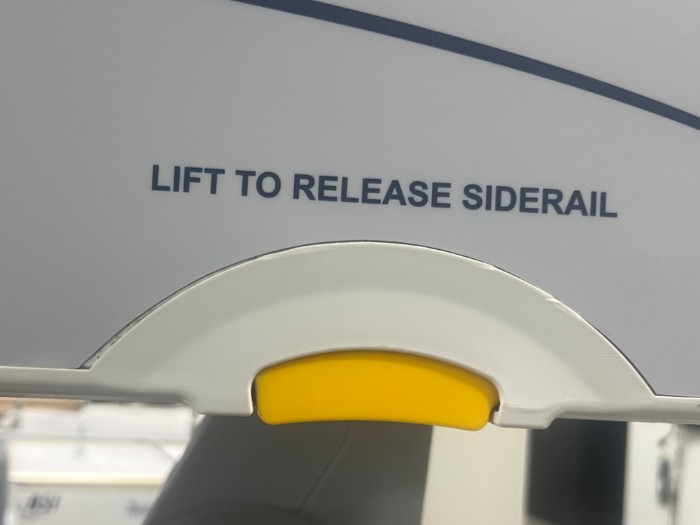 LIFT TO RELEASE SIDERAIL